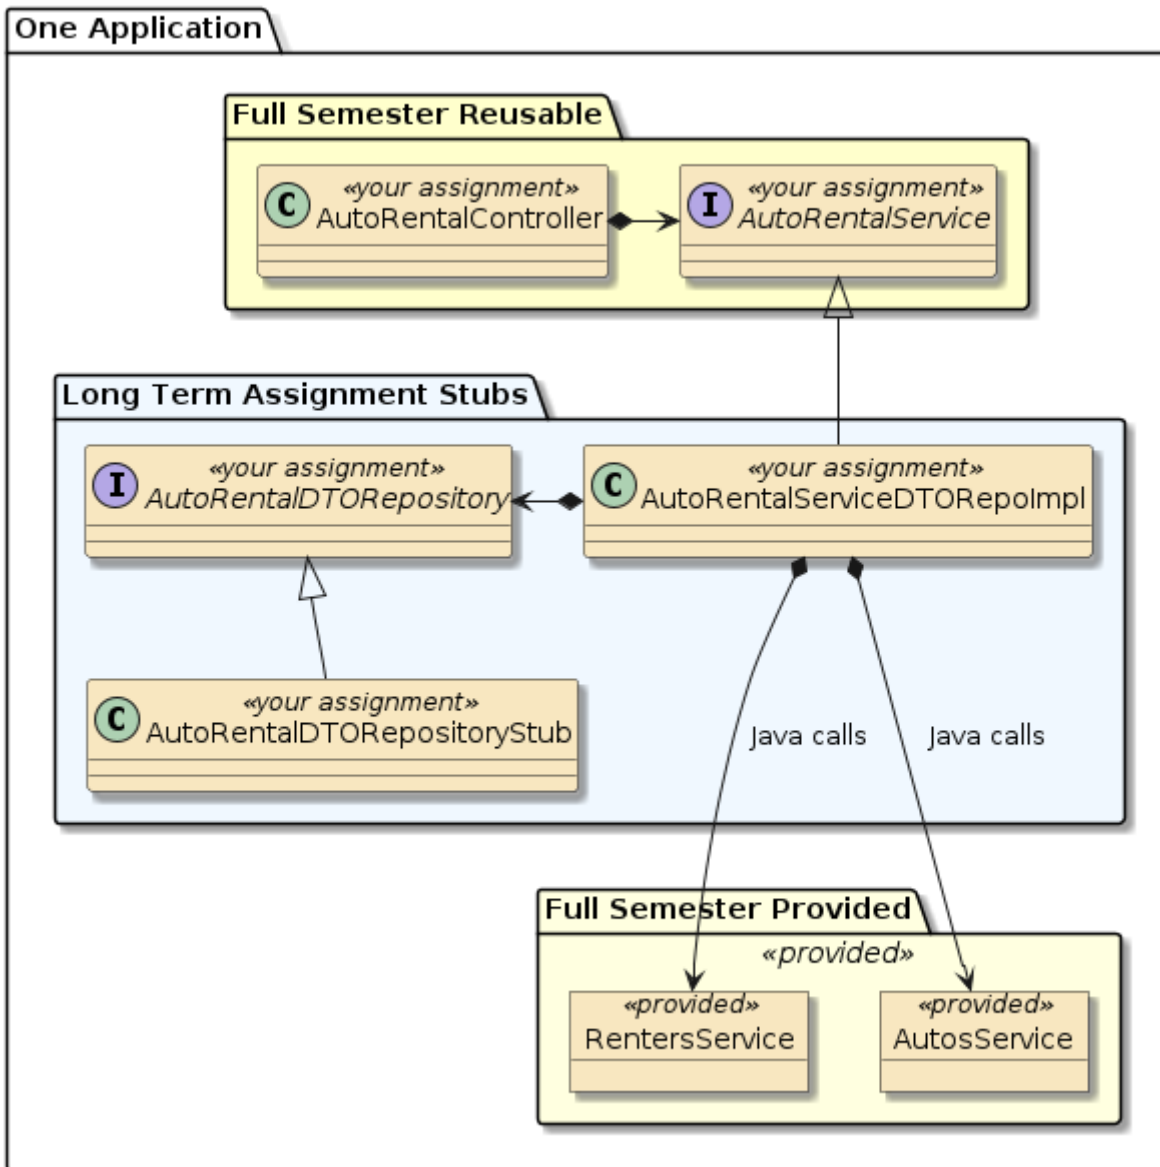 One Application
Full Semester Reusable
C
«your assignment»
AutoRentalController
I
«your assignment»
AutoRentalService
Long Term Assignment Stubs
I
«your assignment»
AutoRentalDTORepository
C
«your assignment»
AutoRentalServiceDTORepoImpl
C
«your assignment»
AutoRentalDTORepositoryStub
Java calls
Java calls
Full Semester Provided
«provided»
«provided»
RentersService
«provided»
AutosService